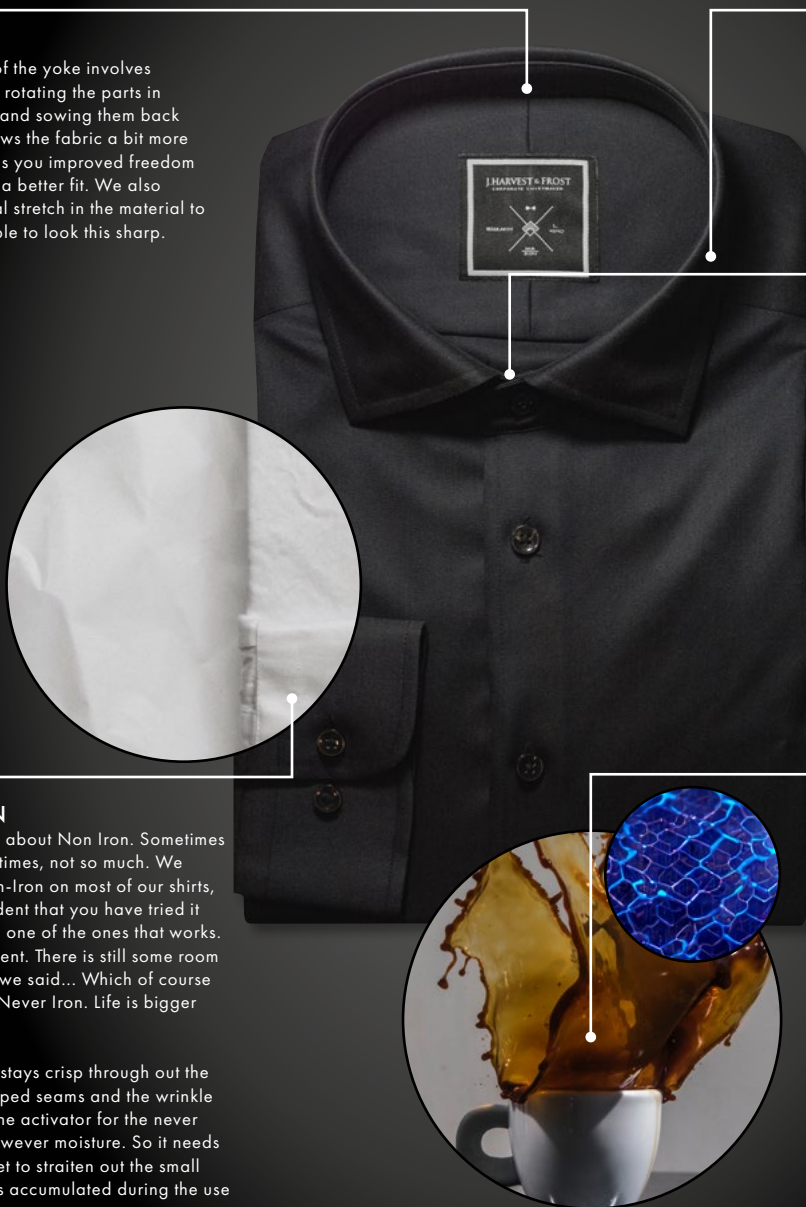 of the yoke involves
rotating the parts in
and sowing them back
ws the fabric a bit more
s you improved freedom
a better fit. We also
al stretch in the material to
ble to look this sharp.
J.HARVEST & FROST
CORPORATE SHIRTMAKER
N
about Non Iron. Sometimes
times, not so much. We
n-Iron on most of our shirts,
dent that you have tried it
one of the ones that works.
ent. There is still some room
we said... Which of course
Never Iron. Life is bigger
stays crisp through out the
ped seams and the wrinkle
he activator for the never
wever moisture. So it needs
et to straiten out the small
s accumulated during the use